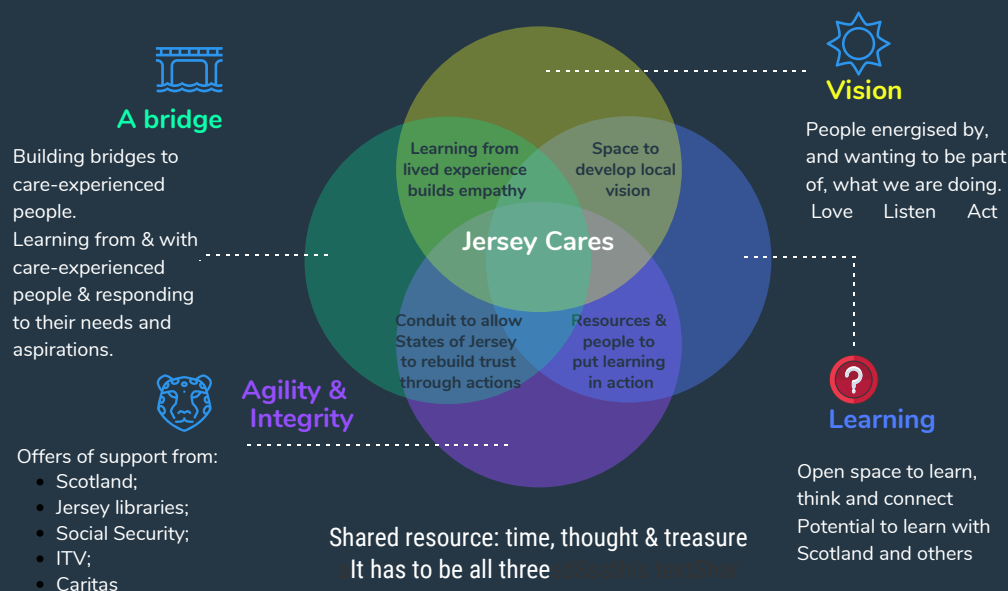 A bridge
Building bridges to
care-experienced
people.
Learning from & with
care-experienced
people & responding
to their needs and
aspirations.
Vision
People energised by,
and wanting to be part
of, what we are doing.
Love Listen Act
Learning from
lived experience
builds empathy
Space to
develop local
vision
Jersey Cares
Conduit to allow
States of Jersey
to rebuild trust
through actions
Resources &
people to
put learning
in action
Agility &
Integrity
Offers of support from:
Scotland;
Jersey libraries;
Social Security;
ITV;
Caritas
?
Learning
Open space to learn,
think and connect
Potential to learn with
Scotland and others
Shared resource: time, thought & treasure
It has to be all three